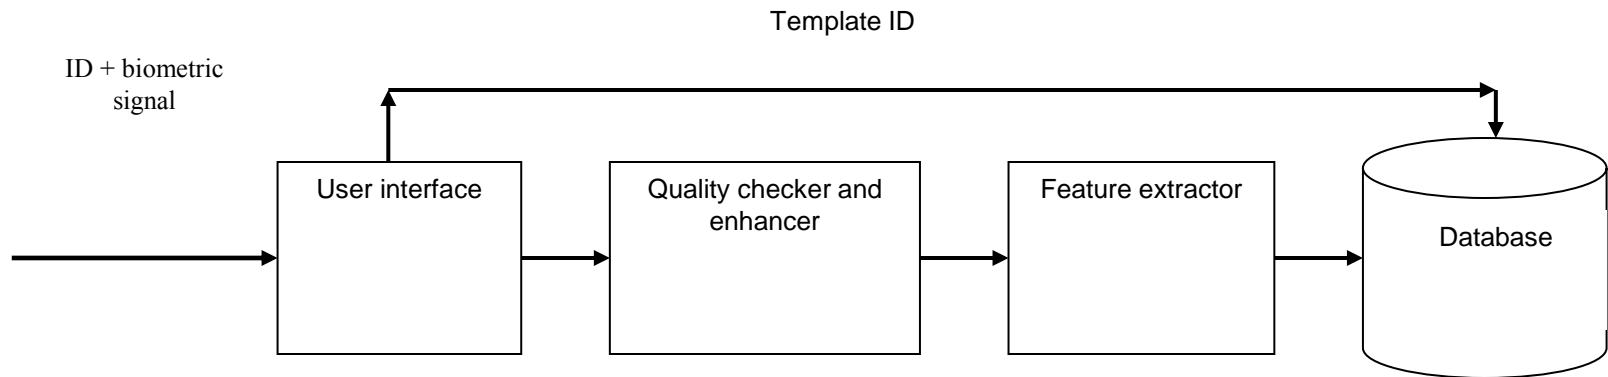 Template ID
ID + biometric
signal
User interface
Quality checker and
enhancer
Feature extractor
Database